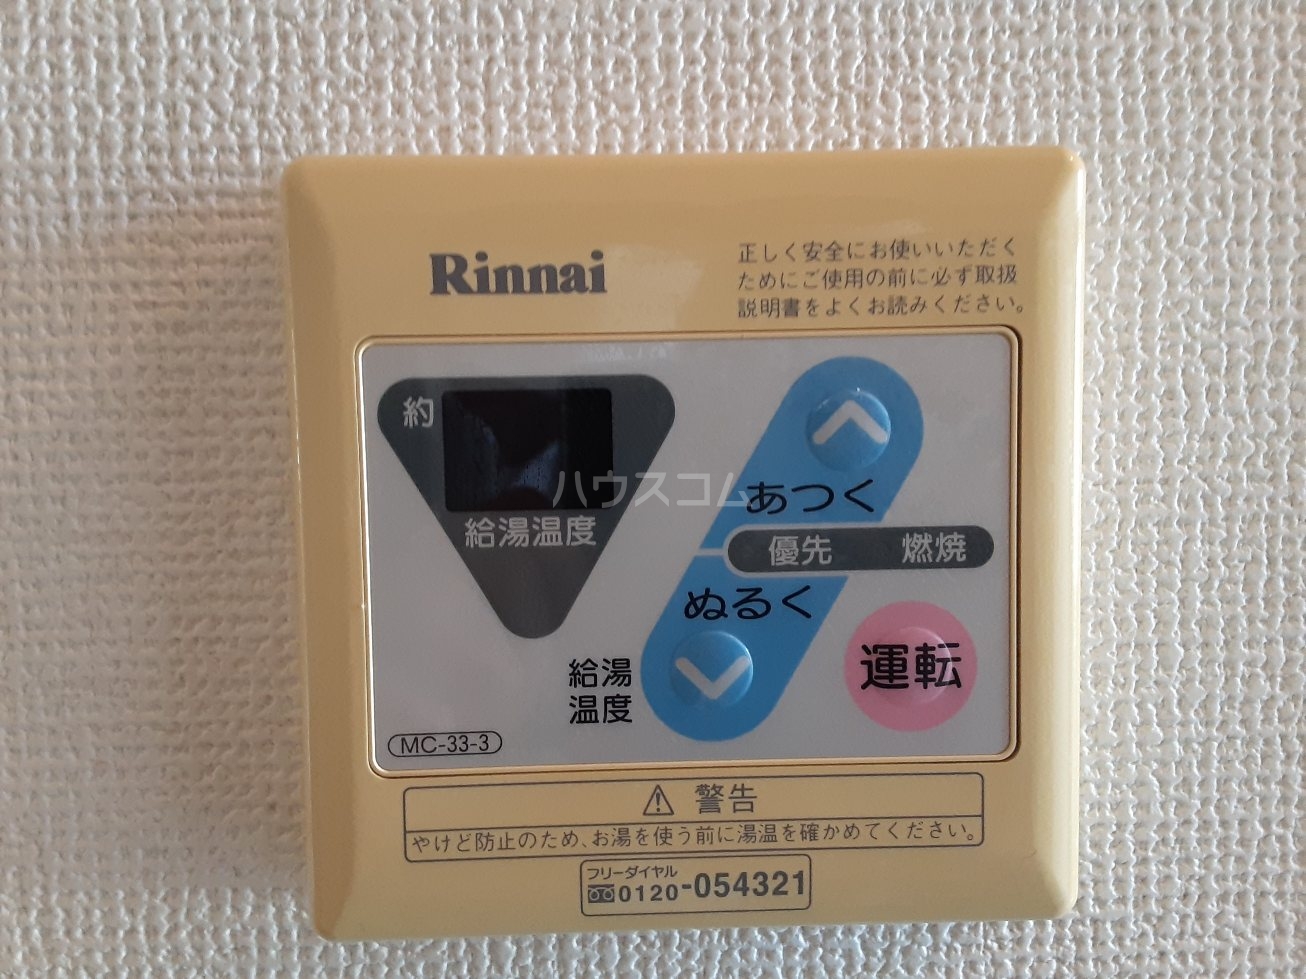 Rinnai
正しく安全にお使いいただく
ためにご使用の前に必ず取扱
説明書をよくお読みください。
約
給湯温度
ハウスコム
あつく
優先 燃焼
ぬるく
給湯
温度
運転
MC-33-3
⚠ 警告
やけど防止のため、お湯を使う前に湯温を確かめてください。
フリーダイヤル
0120-054321